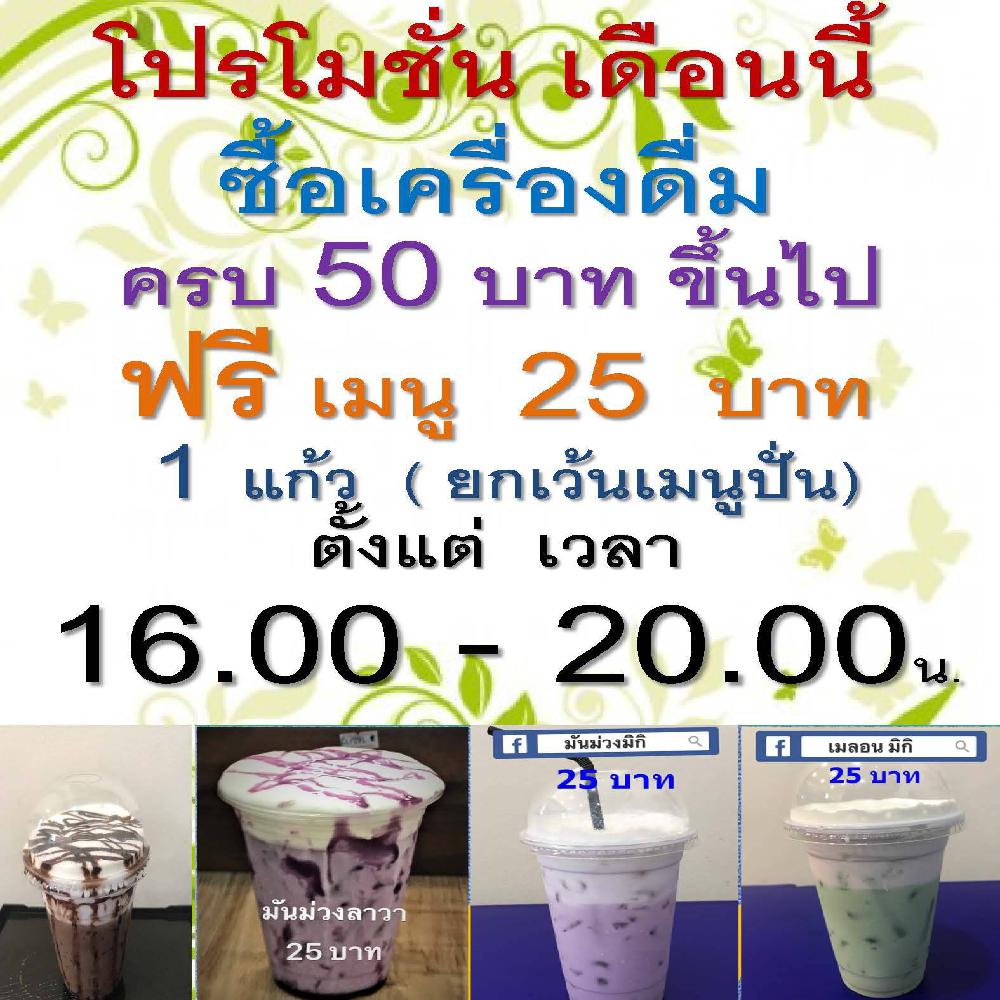 โปรโมชั่น เดือนนี้
ซื้อเครื่องดื่ม
ครบ 50 บาท ขึ้นไป
ฟรี เมนู 25 บาท
1 แก้ว ( ยกเว้นเมนูปั่น)
ตั้งแต่ เวลา
16.00 - 20.00น.
มันม่วงลาวา
25 บาท
f มันม่วงมิกิ
25 บาท
f เมลอน มิกิ
25 บาท